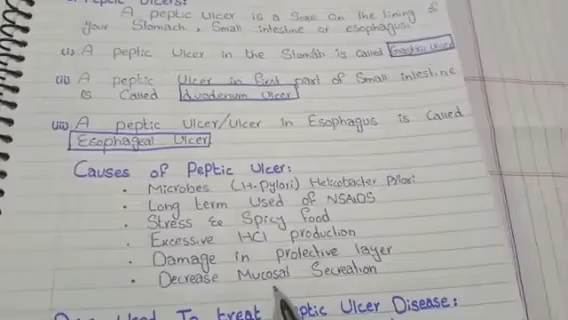 Peptic Ulcers:
A peptic Ulcer is a Sore on the lining of
your Stomach, Small intestine or esophagus.
(i) A peptic Ulcer in the Stomach is called Gastric Ulcer
(ii) A peptic Ulcer in first part of Small intestine
is Called duodenum Ulcer
(iii) A peptic Ulcer/Ulcer in Esophagus is Called
Esophageal Ulcer
Causes of Peptic Ulcer:
• Microbes (H.Pylori) Helicobacter Pylori
• Long term Used of NSAIDS
• Stress & Spicy food
• Excessive HCl production
• Damage in protective layer
• Decrease Mucosal Secreation
Used To treat Peptic Ulcer Disease: